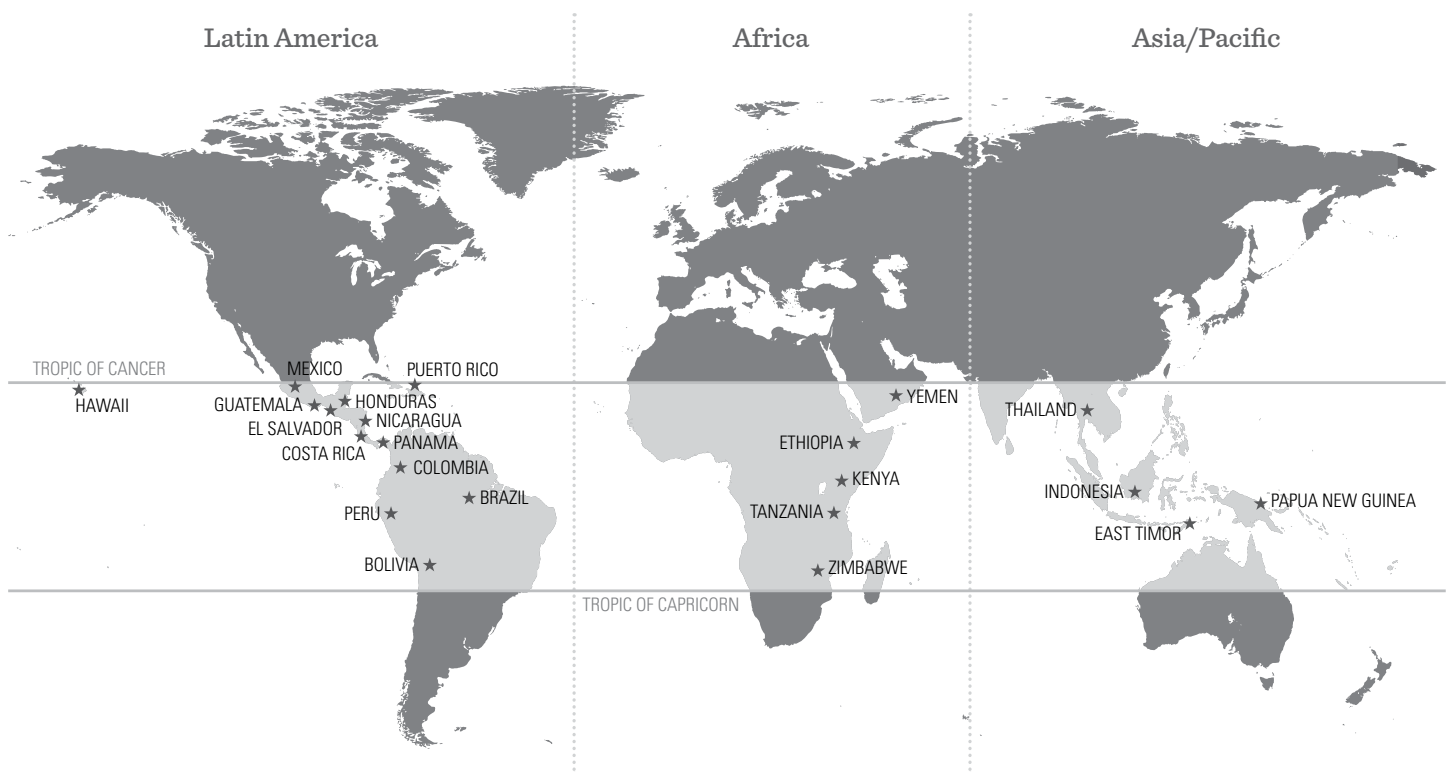 Latin America
Africa
Asia/Pacific
TROPIC OF CANCER
MEXICO
PUERTO RICO
HAWAII
GUATEMALA
HONDURAS
YEMEN
THAILAND
NICARAGUA
EL SALVADOR
PANAMA
ETHIOPIA
COSTA RICA
COLOMBIA
KENYA
BRAZIL
INDONESIA
PAPUA NEW GUINEA
PERU
TANZANIA
EAST TIMOR
BOLIVIA
ZIMBABWE
TROPIC OF CAPRICORN